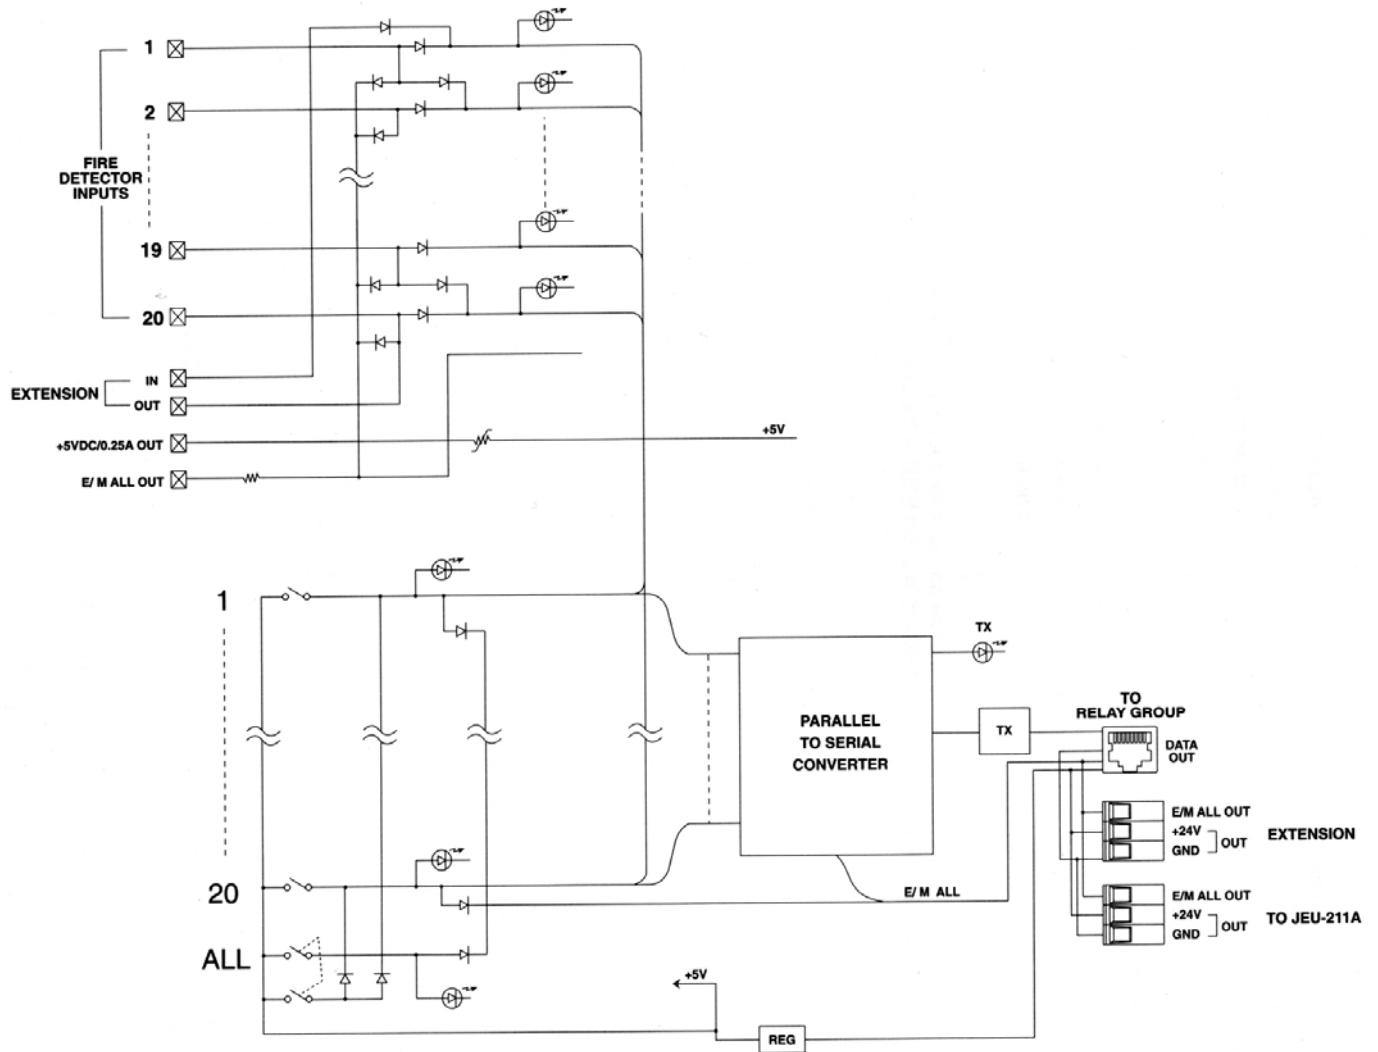 1
2
FIRE
DETECTOR
INPUTS
19
20
EXTENSION
IN
OUT
+5VDC/0.25A OUT
+5V
E/ M ALL OUT
1
20
ALL
TX
PARALLEL
TO SERIAL
CONVERTER
TX
TO
RELAY GROUP
DATA
OUT
E/M ALL OUT
+24V
GND
OUT
EXTENSION
E/ M ALL
E/M ALL OUT
+24V
GND
OUT
TO JEU-211A
+5V
REG